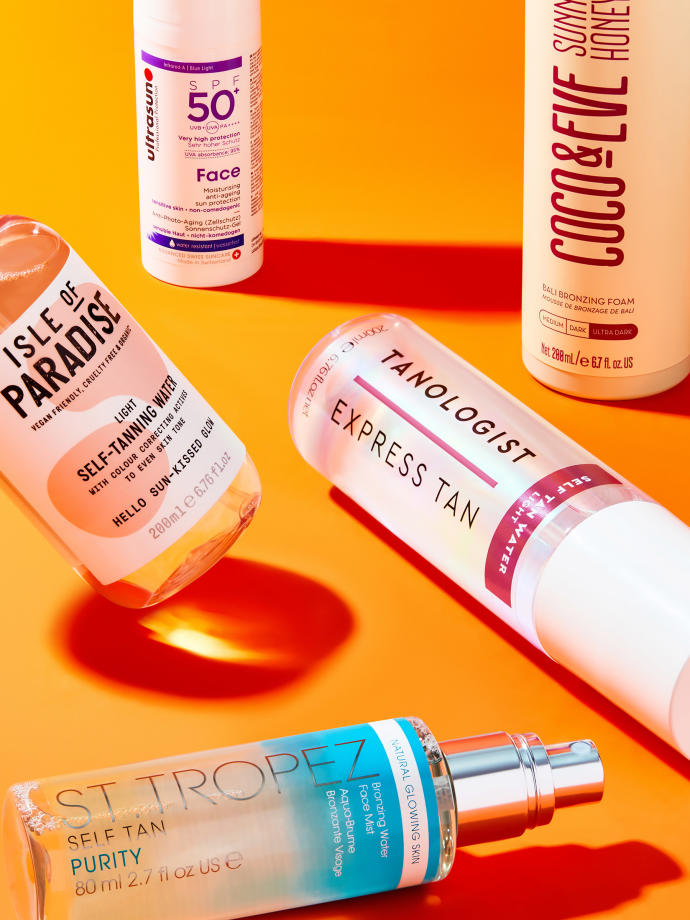 Infrared-A | Blue Light
ultrasun
Professional Protection
SPF
50+
UVB + UVA PA++++
Very high protection
Sehr hoher Schutz
UVA absorbance: 95%
Face
Moisturising
anti-ageing
sun protection
sensitive skin • non-comedogenic
Anti-Photo-Aging (Zellschutz)
Sonnenschutz-Gel
sensible Haut • nicht-komedogen
water resistant | wasserfest
ADVANCED SWISS SUNCARE
Made in Switzerland
COCO&EVE
SUNNY
HONEY
BALI BRONZING FOAM
MOUSSE DE BRONZAGE DE BALI
MEDIUM DARK ULTRA DARK
Net 200 mL/e 6.7 fl. oz. US
ISLE OF
PARADISE
VEGAN FRIENDLY, CRUELTY FREE & ORGANIC
LIGHT
SELF-TANNING WATER
WITH COLOUR CORRECTING ACTIVES
TO EVEN SKIN TONE
HELLO SUN-KISSED GLOW
200ml e 6.76 fl.oz
200ml e 6.76 fl.oz
TANOLOGIST
EXPRESS TAN
SELF TAN WATER
LIGHT
ST.TROPEZ
SELF TAN
PURITY
80 ml 2.7 fl oz US e
NATURAL GLOWING SKIN
Bronzing Water
Face Mist
Aqua-Brume
Bronzante Visage